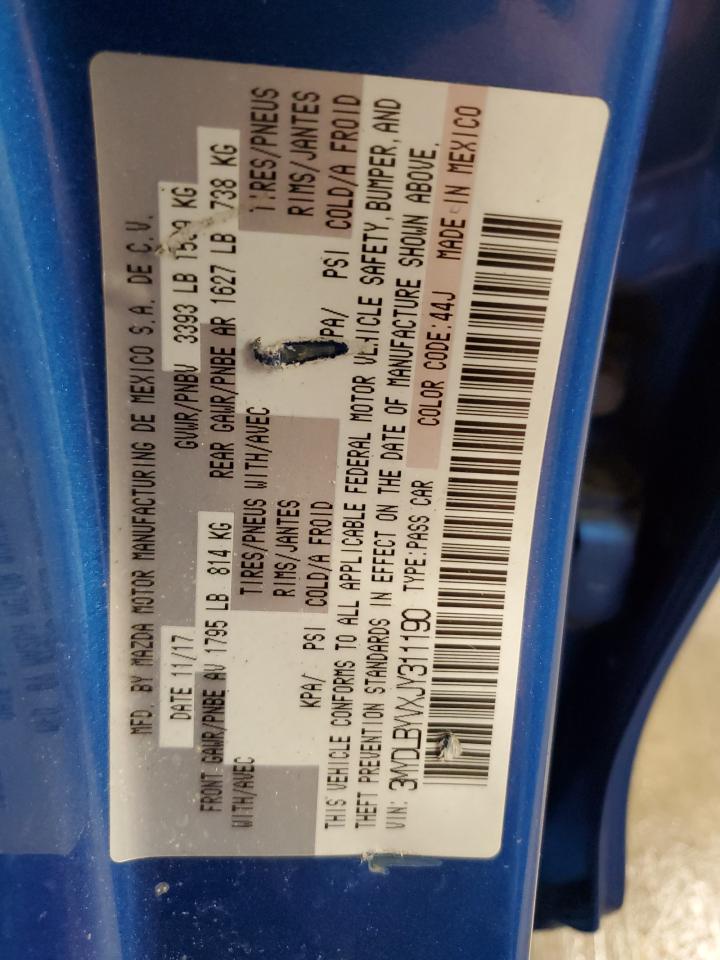 MFD. BY MAZDA MOTOR MANUFACTURING DE MEXICO S.A. DE C.V.
DATE 11/17 GVWR/PNBV 3393 LB KG
FRONT GAWR/PNBE AV 1795 LB 814 KG REAR GAWR/PNBE AR 1627 LB 738 KG
WITH/AVEC TIRES/PNEUS WITH/AVEC TIRES/PNEUS
RIMS/JANTES RIMS/JANTES
KPA/ PSI COLD/A FROID PA/ PSI COLD/A FROID
THIS VEHICLE CONFORMS TO ALL APPLICABLE FEDERAL MOTOR VEHICLE SAFETY, BUMPER, AND
THEFT PREVENTION STANDARDS IN EFFECT ON THE DATE OF MANUFACTURE SHOWN ABOVE.
VIN: 3MYDLBYVXJY311190 TYPE:PASS CAR COLOR CODE:44J MADE IN MEXICO